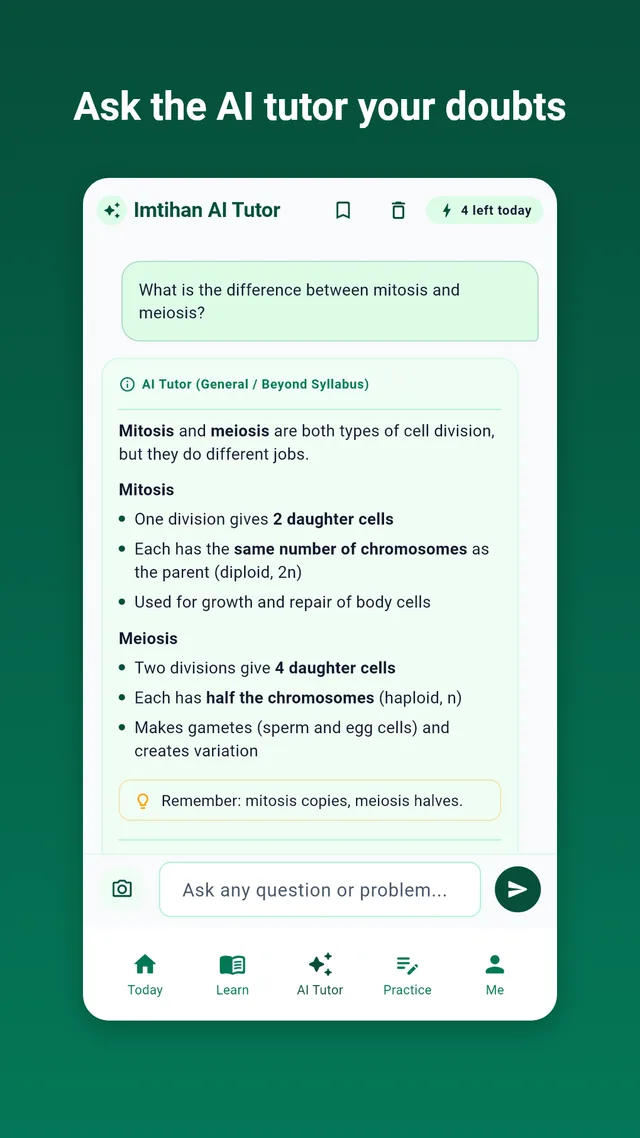 Ask the AI tutor your doubts
Imtihan AI Tutor
4 left today
What is the difference between mitosis and
meiosis?
AI Tutor (General / Beyond Syllabus)
Mitosis and meiosis are both types of cell division,
but they do different jobs.
Mitosis
One division gives 2 daughter cells
Each has the same number of chromosomes as
the parent (diploid, 2n)
Used for growth and repair of body cells
Meiosis
Two divisions give 4 daughter cells
Each has half the chromosomes (haploid, n)
Makes gametes (sperm and egg cells) and
creates variation
Remember: mitosis copies, meiosis halves.
Ask any question or problem...
Today
Learn
AI Tutor
Practice
Me